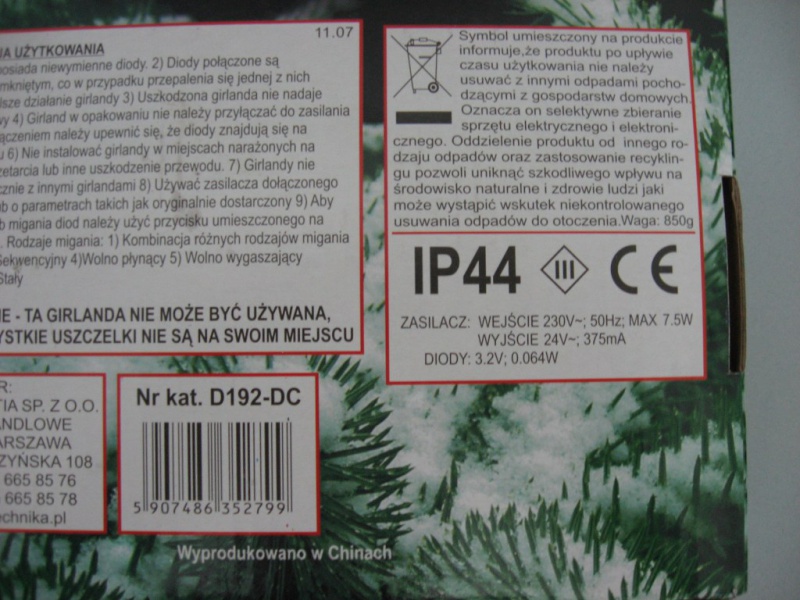 11.07
IA UŻYTKOWANIA
posiada niewymienne diody. 2) Diody połączone są
mkniętym, co w przypadku przepalenia się jednej z nich
lsze działanie girlandy 3) Uszkodzona girlanda nie nadaje
wy 4) Girland w opakowaniu nie należy przyłączać do zasilania
ączeniem należy upewnić się, że diody znajdują się na
u 6) Nie instalować girlandy w miejscach narażonych na
zetarcia lub inne uszkodzenie przewodu. 7) Girlandy nie
cznie z innymi girlandami 8) Używać zasilacza dołączonego
b o parametrach takich jak oryginalnie dostarczony 9) Aby
b migania diod należy użyć przycisku umieszczonego na
. Rodzaje migania: 1) Kombinacja różnych rodzajów migania
Sekwencyjny 4)Wolno płynący 5) Wolno wygaszający
Stały
IE - TA GIRLANDA NIE MOŻE BYĆ UŻYWANA,
YSTKIE USZCZELKI NIE SĄ NA SWOIM MIEJSCU
Symbol umieszczony na produkcie
informuje,że produktu po upływie
czasu użytkowania nie należy
usuwać z innymi odpadami pocho-
dzącymi z gospodarstw domowych.
Oznacza on selektywne zbieranie
sprzętu elektrycznego i elektroni-
cznego. Oddzielenie produktu od innego ro-
dzaju odpadów oraz zastosowanie recyklin-
gu pozwoli uniknąć szkodliwego wpływu na
środowisko naturalne i zdrowie ludzi jaki
może wystąpić wskutek niekontrolowanego
usuwania odpadów do otoczenia.Waga: 850g
IP44 III CE
ZASILACZ: WEJŚCIE 230V~; 50Hz; MAX 7.5W
WYJŚCIE 24V~; 375mA
DIODY: 3.2V; 0.064W
R:
TIA SP. Z O.O.
ANDLOWE
ARSZAWA
ZYŃSKA 108
665 85 76
665 85 78
echnika.pl
Nr kat. D192-DC
5 907486 352799
Wyprodukowano w Chinach